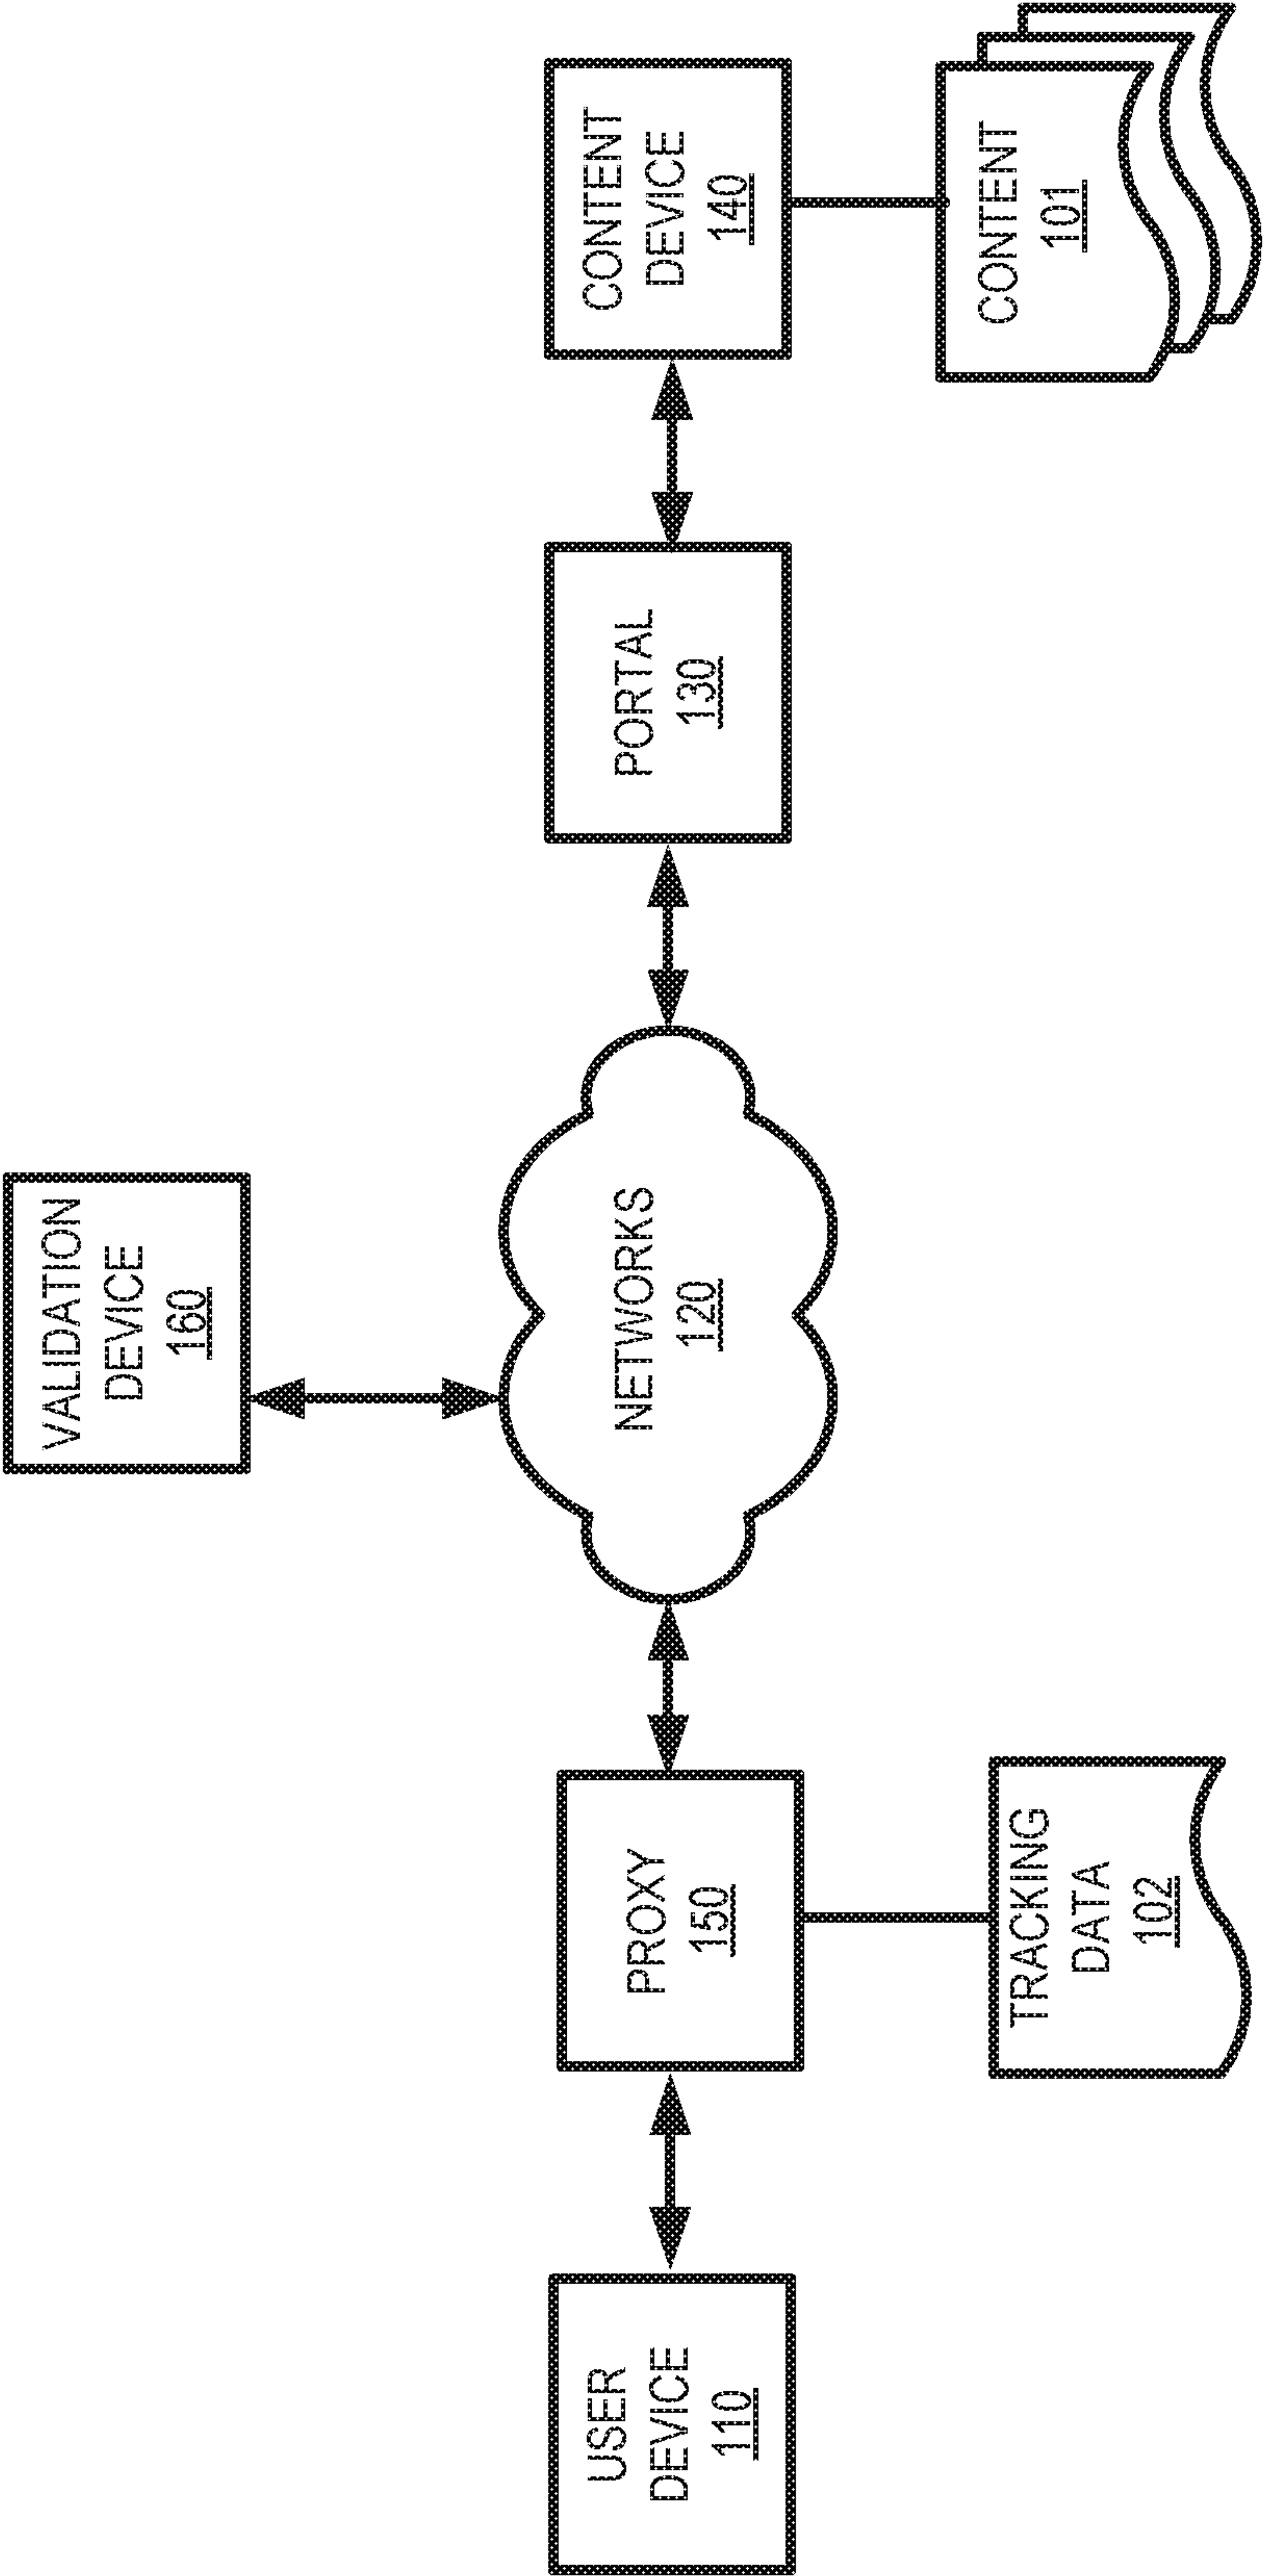 VALIDATION
DEVICE
160
USER
DEVICE
110
PROXY
150
NETWORKS
120
PORTAL
130
CONTENT
DEVICE
140
TRACKING
DATA
102
CONTENT
101